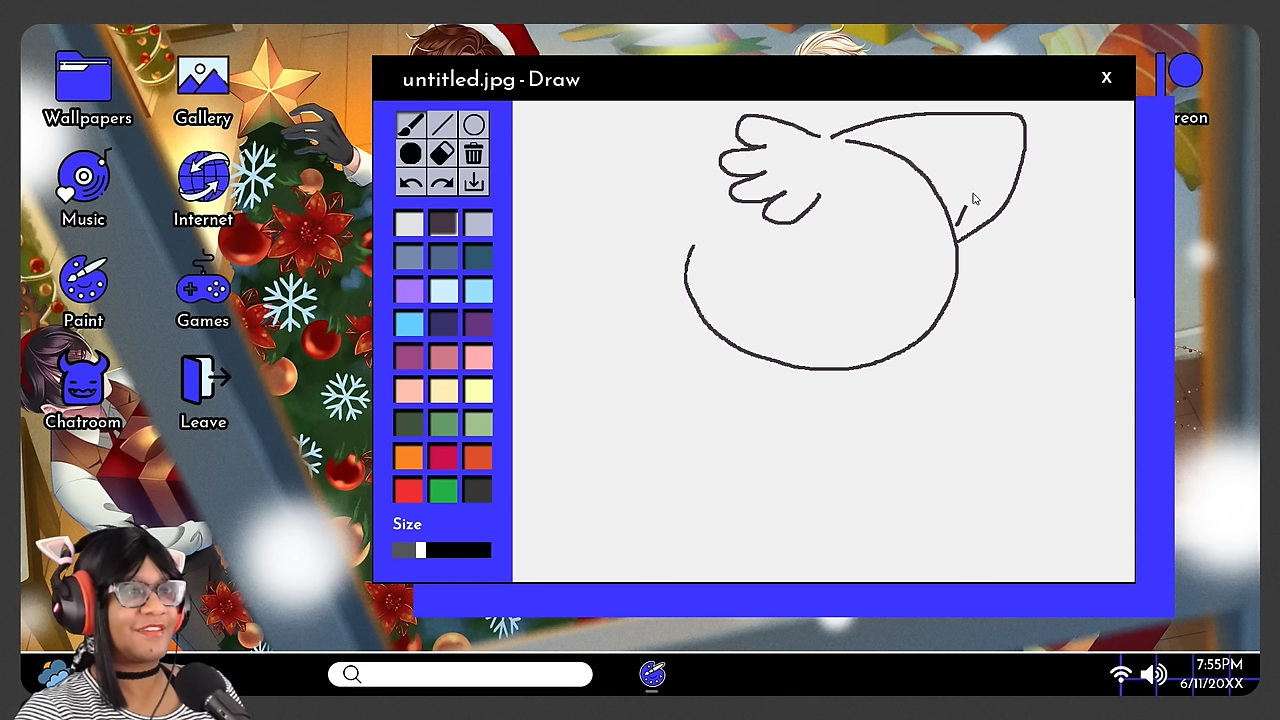 untitled.jpg - Draw
x
Wallpapers
Gallery
reon
Music
Internet
Paint
Games
Chatroom
Leave
Size
7:55PM
6/11/20XX